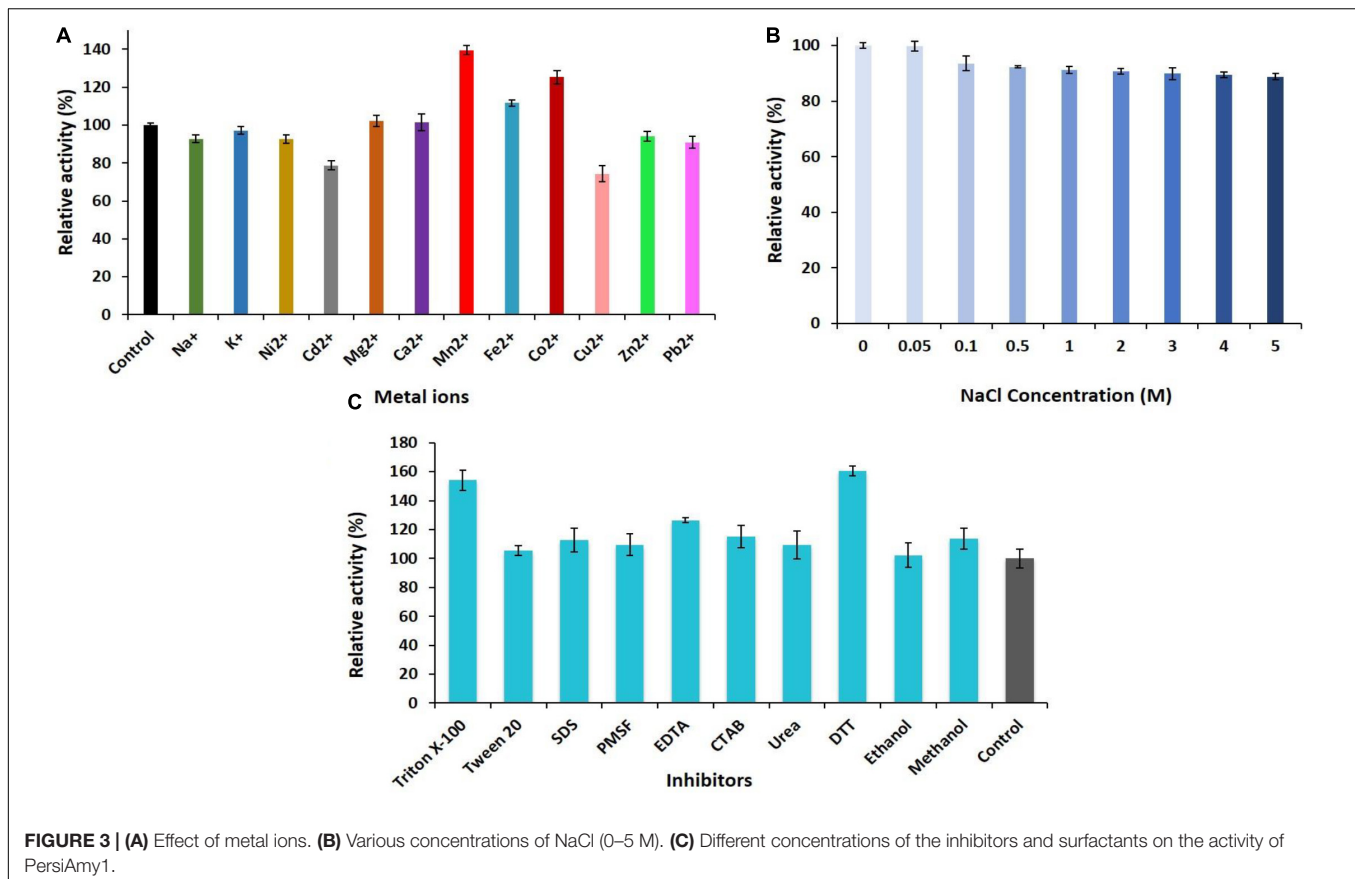 A
Relative activity (%)
140
120
100
80
60
40
20
0
Control
Na+
K+
Ni2+
Cd2+
Mg2+
Ca2+
Mn2+
Fe2+
Co2+
Cu2+
Zn2+
Pb2+
Metal ions
B
Relative activity (%)
100
80
60
40
20
0
0 0.05 0.1 0.5 1 2 3 4 5
NaCl Concentration (M)
C
Relative activity (%)
180
160
140
120
100
80
60
40
20
0
Triton X-100
Tween 20
SDS
PMSF
EDTA
CTAB
Urea
DTT
Ethanol
Methanol
Control
Inhibitors
FIGURE 3 | (A) Effect of metal ions. (B) Various concentrations of NaCl (0–5 M). (C) Different concentrations of the inhibitors and surfactants on the activity of
PersiAmy1.